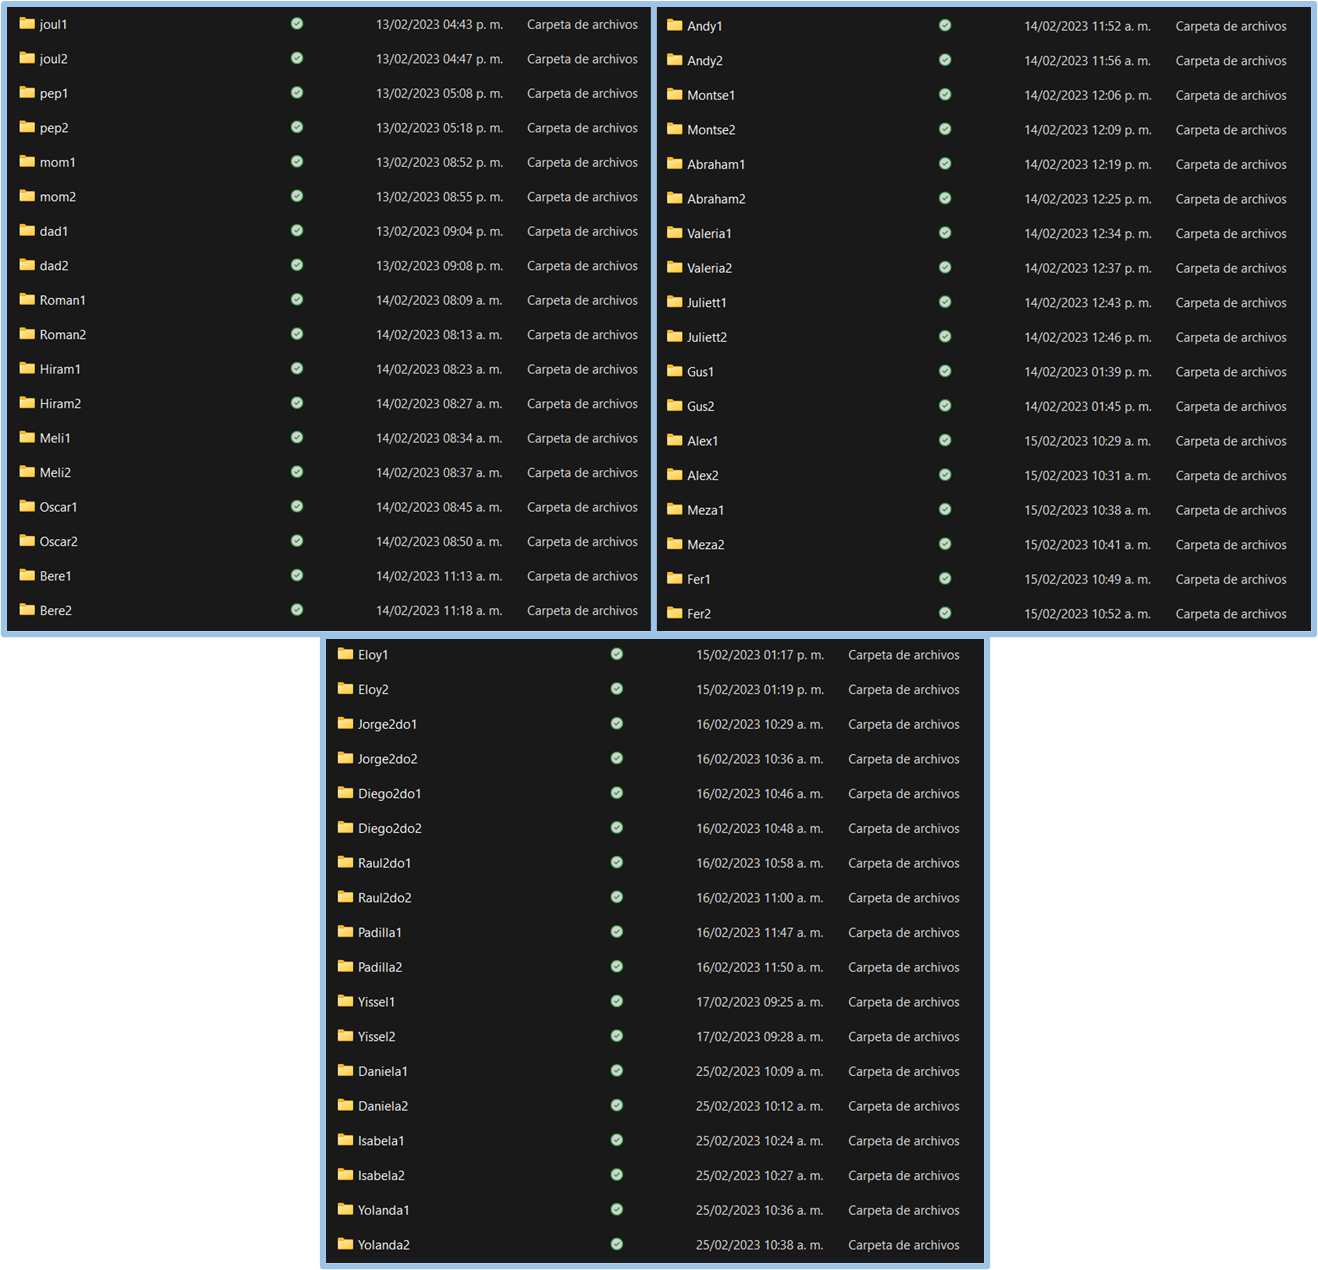 joul1 13/02/2023 04:43 p. m. Carpeta de archivos
joul2 13/02/2023 04:47 p. m. Carpeta de archivos
pep1 13/02/2023 05:08 p. m. Carpeta de archivos
pep2 13/02/2023 05:18 p. m. Carpeta de archivos
mom1 13/02/2023 08:52 p. m. Carpeta de archivos
mom2 13/02/2023 08:55 p. m. Carpeta de archivos
dad1 13/02/2023 09:04 p. m. Carpeta de archivos
dad2 13/02/2023 09:08 p. m. Carpeta de archivos
Roman1 14/02/2023 08:09 a. m. Carpeta de archivos
Roman2 14/02/2023 08:13 a. m. Carpeta de archivos
Hiram1 14/02/2023 08:23 a. m. Carpeta de archivos
Hiram2 14/02/2023 08:27 a. m. Carpeta de archivos
Meli1 14/02/2023 08:34 a. m. Carpeta de archivos
Meli2 14/02/2023 08:37 a. m. Carpeta de archivos
Oscar1 14/02/2023 08:45 a. m. Carpeta de archivos
Oscar2 14/02/2023 08:50 a. m. Carpeta de archivos
Bere1 14/02/2023 11:13 a. m. Carpeta de archivos
Bere2 14/02/2023 11:18 a. m. Carpeta de archivos
Andy1 14/02/2023 11:52 a. m. Carpeta de archivos
Andy2 14/02/2023 11:56 a. m. Carpeta de archivos
Montse1 14/02/2023 12:06 p. m. Carpeta de archivos
Montse2 14/02/2023 12:09 p. m. Carpeta de archivos
Abraham1 14/02/2023 12:19 p. m. Carpeta de archivos
Abraham2 14/02/2023 12:25 p. m. Carpeta de archivos
Valeria1 14/02/2023 12:34 p. m. Carpeta de archivos
Valeria2 14/02/2023 12:37 p. m. Carpeta de archivos
Juliett1 14/02/2023 12:43 p. m. Carpeta de archivos
Juliett2 14/02/2023 12:46 p. m. Carpeta de archivos
Gus1 14/02/2023 01:39 p. m. Carpeta de archivos
Gus2 14/02/2023 01:45 p. m. Carpeta de archivos
Alex1 15/02/2023 10:29 a. m. Carpeta de archivos
Alex2 15/02/2023 10:31 a. m. Carpeta de archivos
Meza1 15/02/2023 10:38 a. m. Carpeta de archivos
Meza2 15/02/2023 10:41 a. m. Carpeta de archivos
Fer1 15/02/2023 10:49 a. m. Carpeta de archivos
Fer2 15/02/2023 10:52 a. m. Carpeta de archivos
Eloy1 15/02/2023 01:17 p. m. Carpeta de archivos
Eloy2 15/02/2023 01:19 p. m. Carpeta de archivos
Jorge2do1 16/02/2023 10:29 a. m. Carpeta de archivos
Jorge2do2 16/02/2023 10:36 a. m. Carpeta de archivos
Diego2do1 16/02/2023 10:46 a. m. Carpeta de archivos
Diego2do2 16/02/2023 10:48 a. m. Carpeta de archivos
Raul2do1 16/02/2023 10:58 a. m. Carpeta de archivos
Raul2do2 16/02/2023 11:00 a. m. Carpeta de archivos
Padilla1 16/02/2023 11:47 a. m. Carpeta de archivos
Padilla2 16/02/2023 11:50 a. m. Carpeta de archivos
Yissel1 17/02/2023 09:25 a. m. Carpeta de archivos
Yissel2 17/02/2023 09:28 a. m. Carpeta de archivos
Daniela1 25/02/2023 10:09 a. m. Carpeta de archivos
Daniela2 25/02/2023 10:12 a. m. Carpeta de archivos
Isabela1 25/02/2023 10:24 a. m. Carpeta de archivos
Isabela2 25/02/2023 10:27 a. m. Carpeta de archivos
Yolanda1 25/02/2023 10:36 a. m. Carpeta de archivos
Yolanda2 25/02/2023 10:38 a. m. Carpeta de archivos